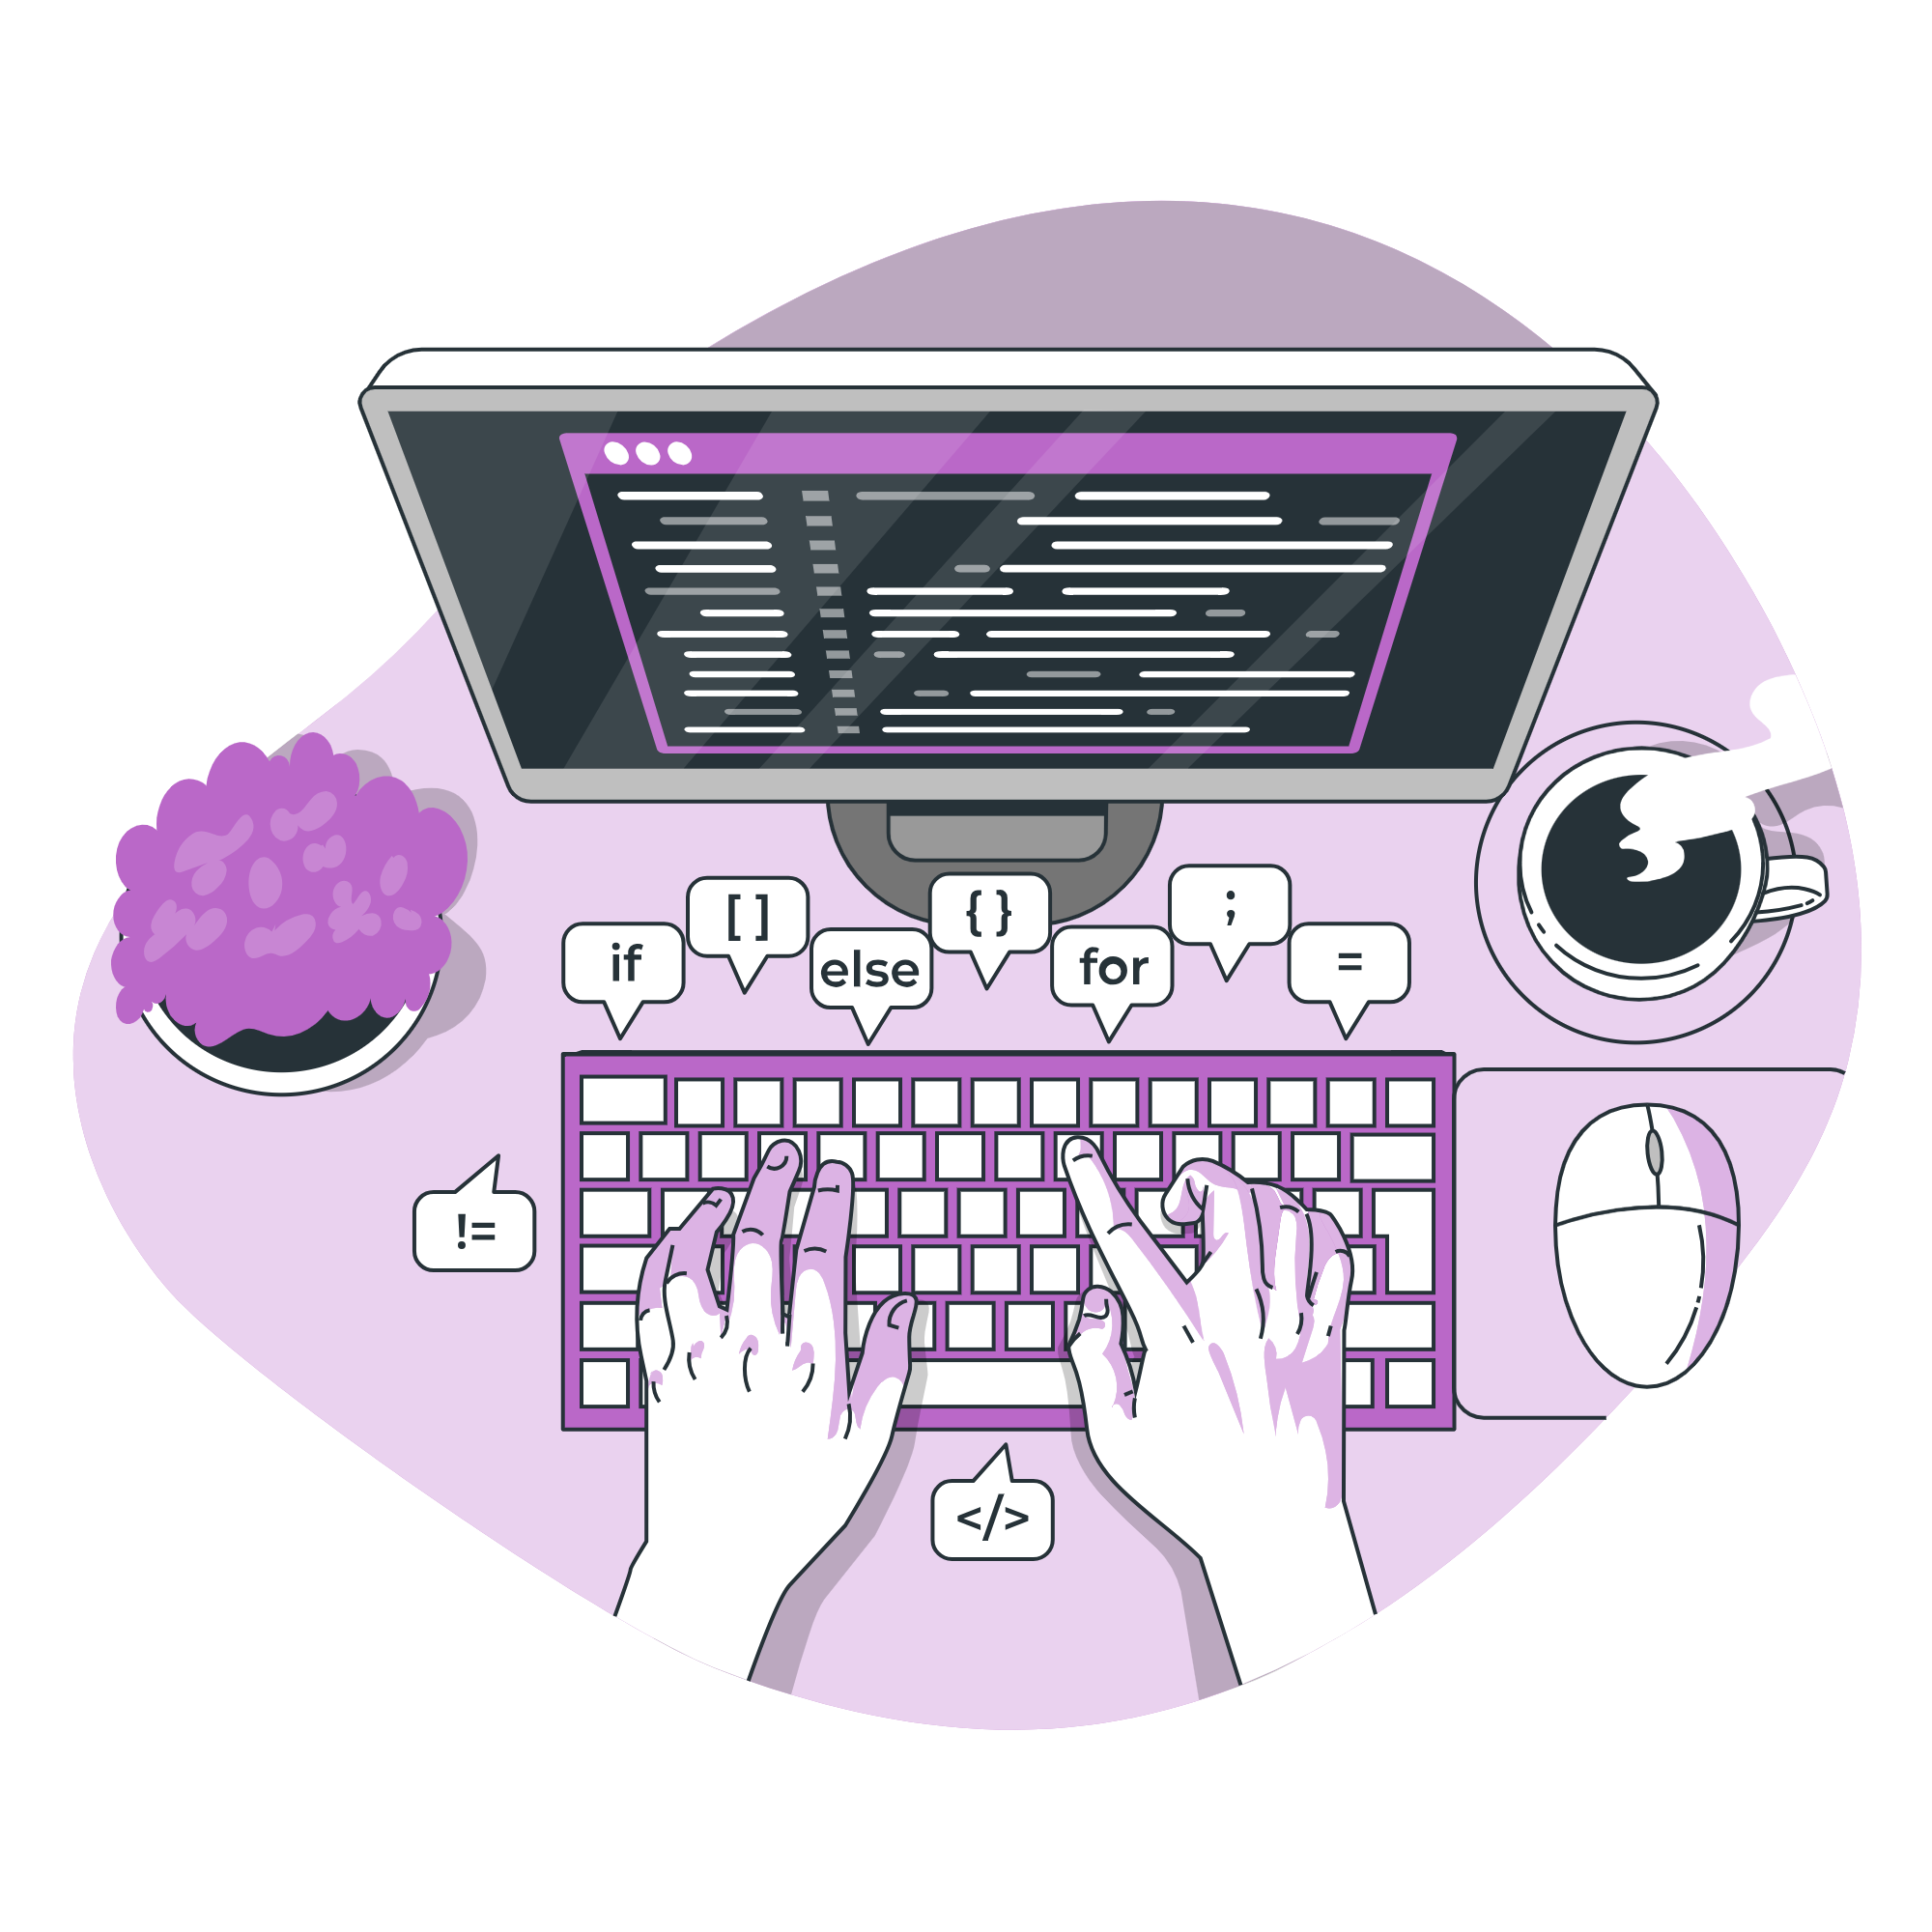 if
[ ]
else
{ }
for
;
=
!=
</>